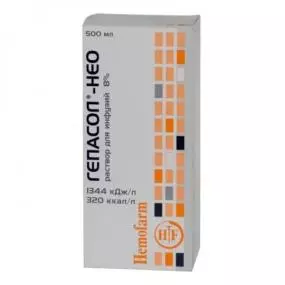 500 мл
ГЕПАСОЛ®-НЕО
раствор для инфузий 8%
1344 кДж/л
320 ккал/л
Hemofarm
HF